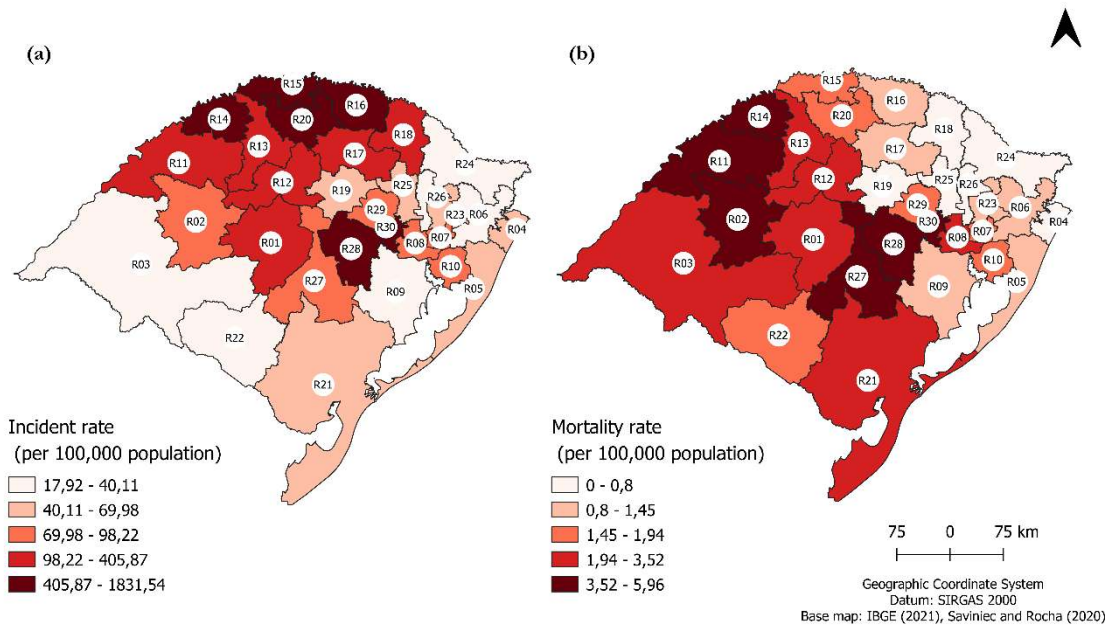 (a)
R15
R14
R20
R16
R13
R18
R11
R17
R24
R12
R19
R25
R26
R02
R29
R23
R06
R30
R04
R01
R28
R08
R07
R03
R10
R27
R05
R09
R22
R21
Incident rate
(per 100,000 population)
17,92 - 40,11
40,11 - 69,98
69,98 - 98,22
98,22 - 405,87
405,87 - 1831,54
(b)
R15
R16
R14
R20
R18
R13
R17
R24
R11
R12
R19
R25
R26
R02
R29
R23
R06
R30
R04
R01
R28
R08
R07
R03
R10
R27
R05
R09
R22
R21
Mortality rate
(per 100,000 population)
0 - 0,8
0,8 - 1,45
1,45 - 1,94
1,94 - 3,52
3,52 - 5,96
75 0 75 km
Geographic Coordinate System
Datum: SIRGAS 2000
Base map: IBGE (2021), Saviniec and Rocha (2020)